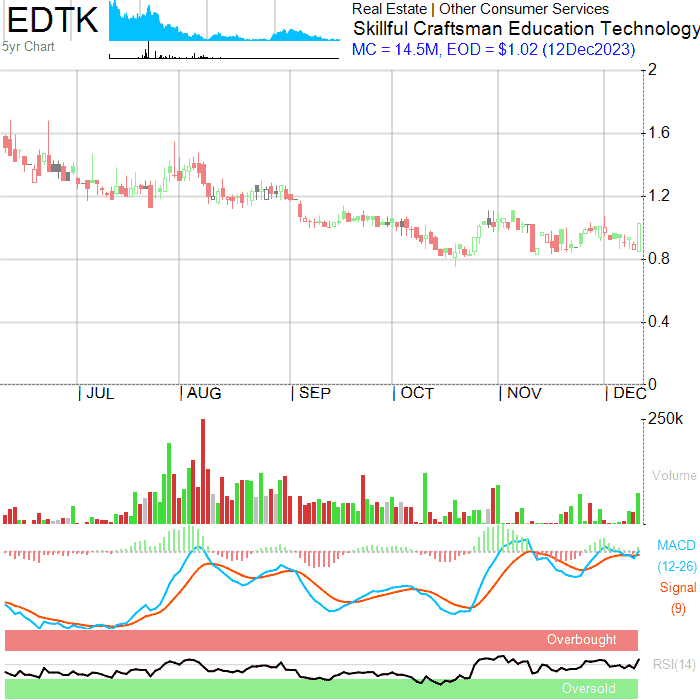 EDTK
5yr Chart
Real Estate | Other Consumer Services
Skillful Craftsman Education Technology
MC = 14.5M, EOD = $1.02 (12Dec2023)
2
1.6
1.2
0.8
0.4
0
JUL AUG SEP OCT NOV DEC
250k
Volume
MACD
(12-26)
Signal
(9)
Overbought
RSI(14)
Oversold